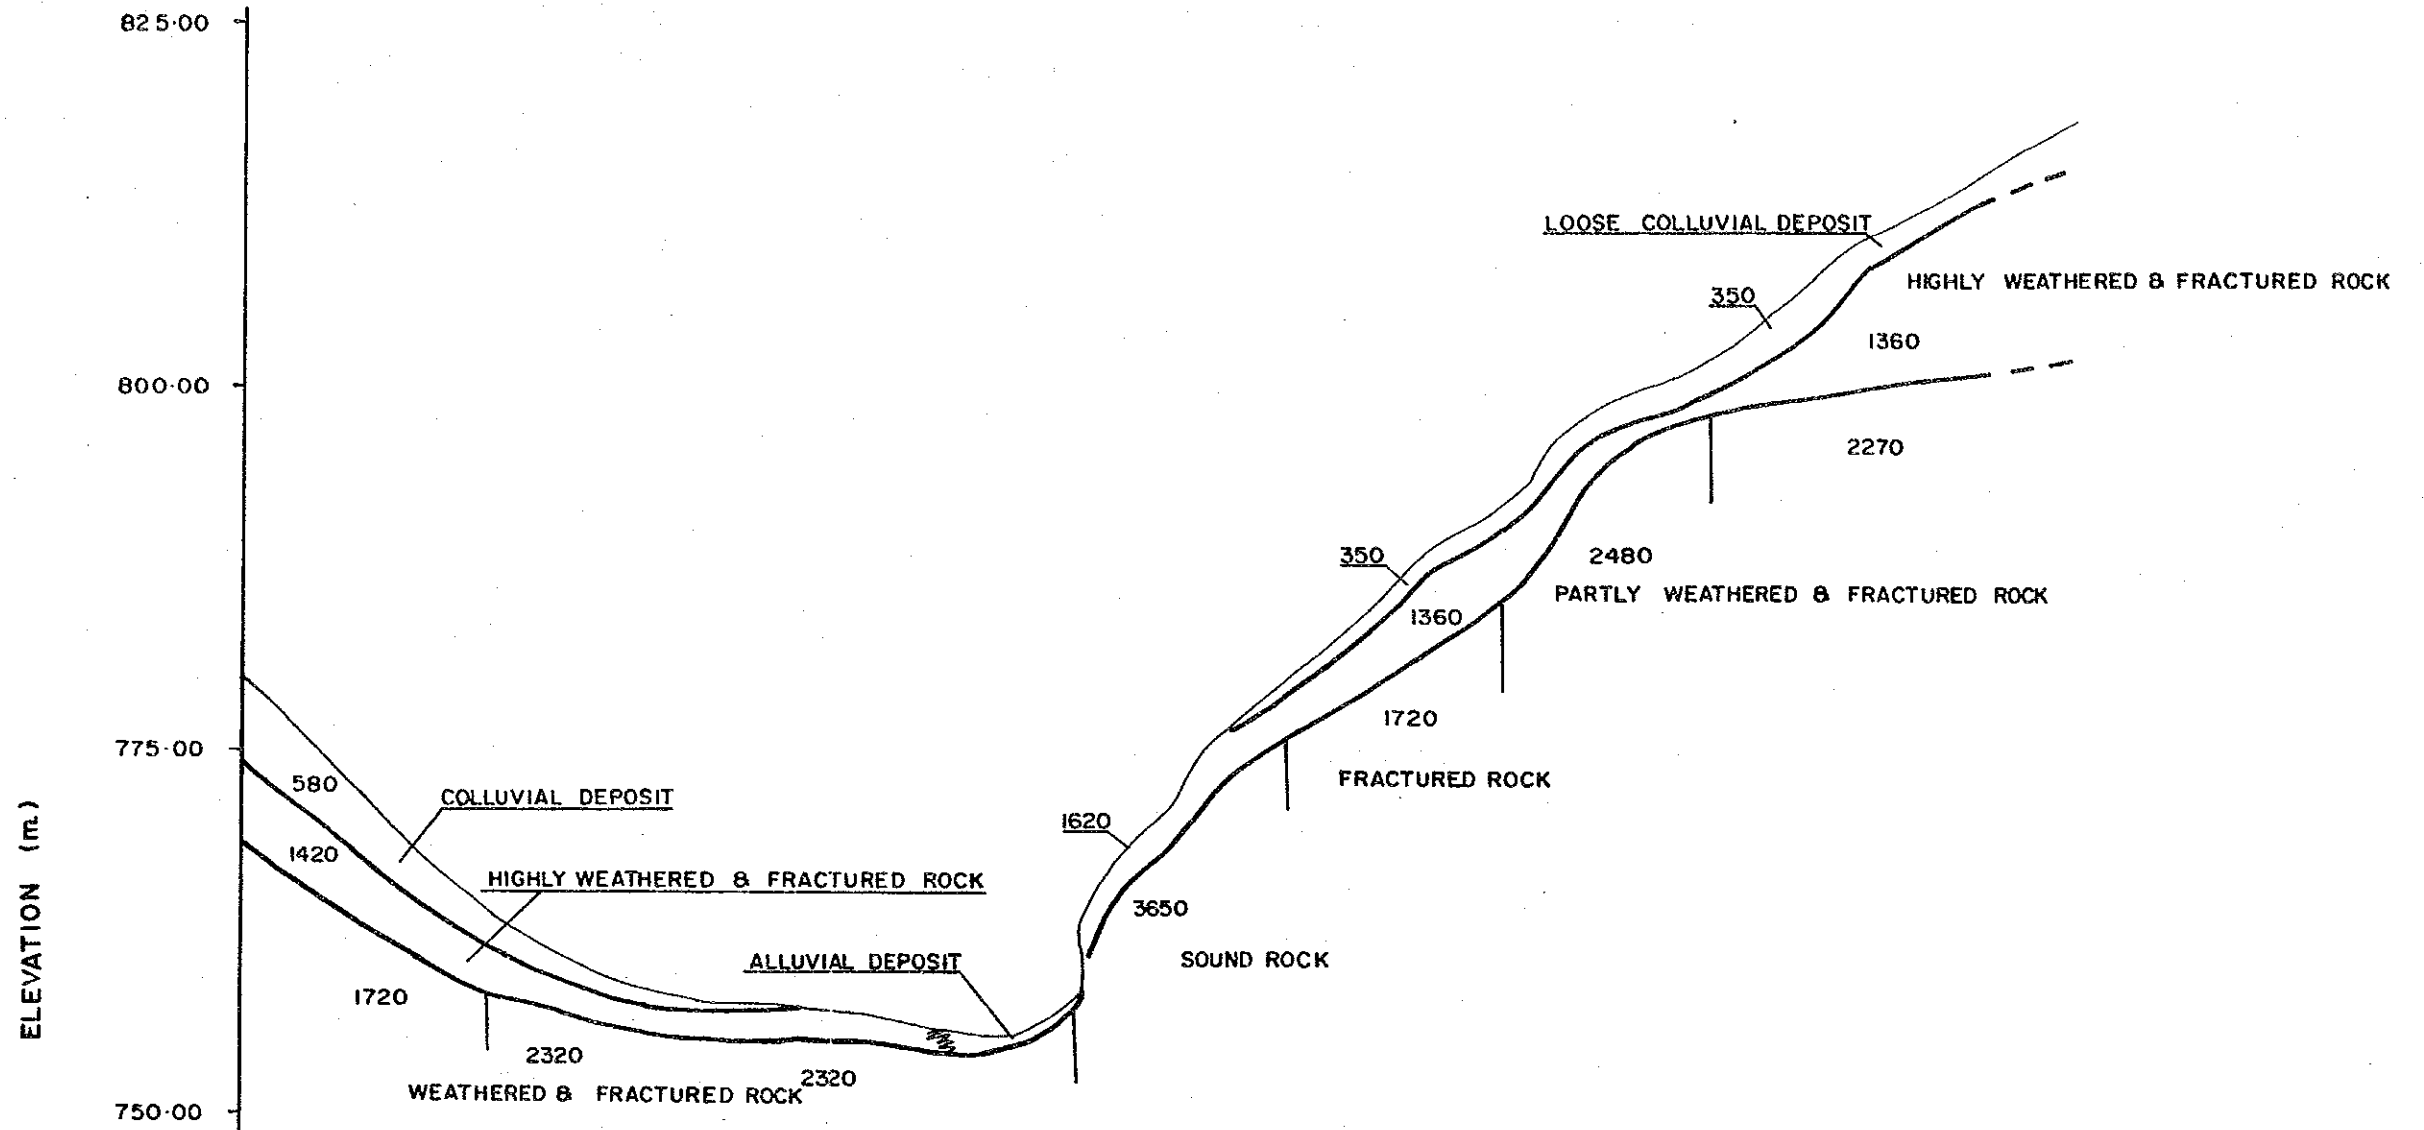 825·00
LOOSE COLLUVIAL DEPOSIT
HIGHLY WEATHERED & FRACTURED ROCK
350
1360
800·00
2270
350
2480
PARTLY WEATHERED & FRACTURED ROCK
1360
1720
775·00
FRACTURED ROCK
580
COLLUVIAL DEPOSIT
1620
1420
HIGHLY WEATHERED & FRACTURED ROCK
3650
ELEVATION (m)
ALLUVIAL DEPOSIT
SOUND ROCK
1720
2320
2320
WEATHERED & FRACTURED ROCK
750·00